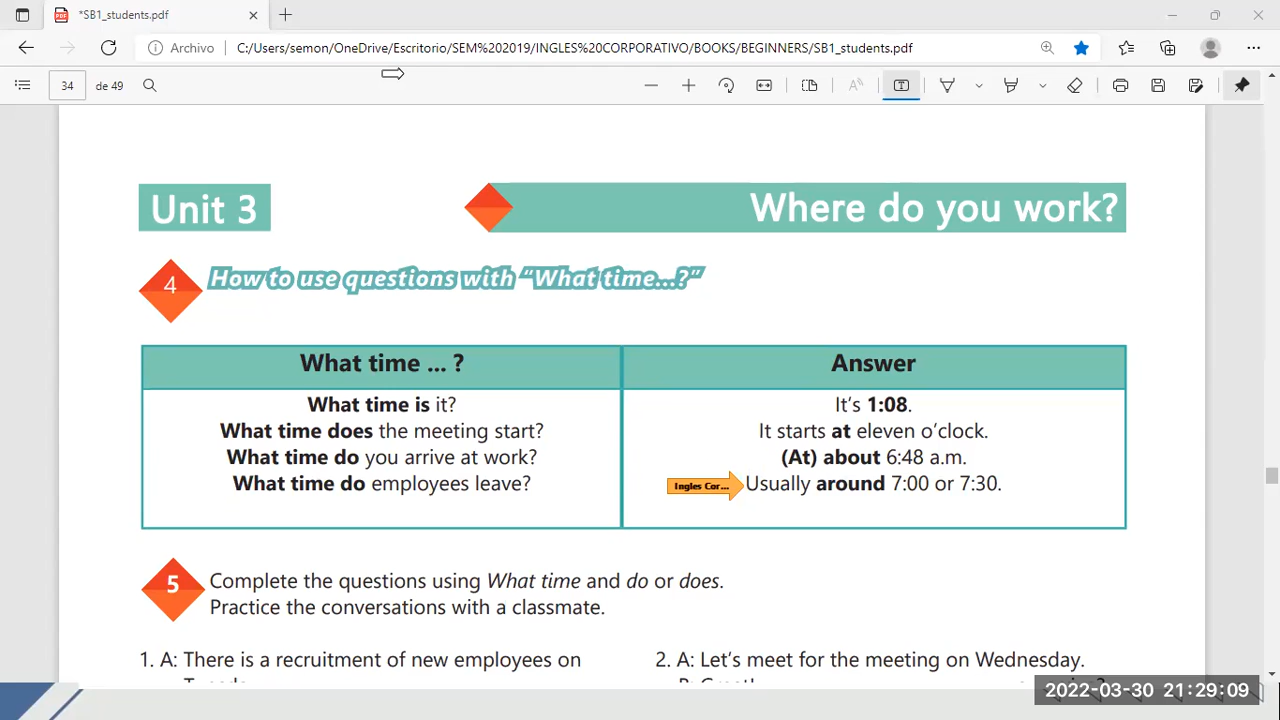 *SB1_students.pdf
Archivo C:/Users/semon/OneDrive/Escritorio/SEM%202019/INGLES%20CORPORATIVO/BOOKS/BEGINNERS/SB1_students.pdf
34 de 49
Unit 3 Where do you work?
4 How to use questions with “What time...?”
What time ... ? Answer
What time is it? It's 1:08.
What time does the meeting start? It starts at eleven o'clock.
What time do you arrive at work? (At) about 6:48 a.m.
What time do employees leave? Ingles Cor... Usually around 7:00 or 7:30.
5 Complete the questions using What time and do or does.
Practice the conversations with a classmate.
1. A: There is a recruitment of new employees on 2. A: Let's meet for the meeting on Wednesday.
2022-03-30 21:29:09